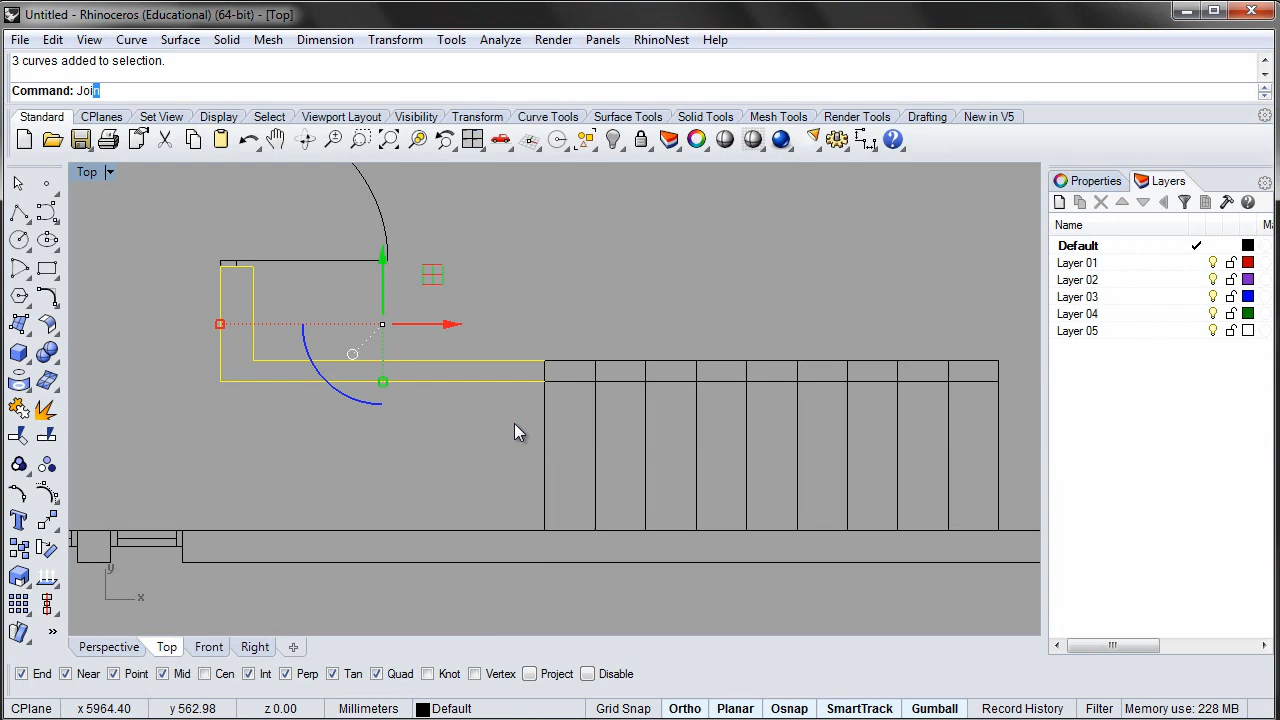 Untitled - Rhinoceros (Educational) (64-bit) - [Top]
File Edit View Curve Surface Solid Mesh Dimension Transform Tools Analyze Render Panels RhinoNest Help
3 curves added to selection.
Command: Join
Standard CPlanes Set View Display Select Viewport Layout Visibility Transform Curve Tools Surface Tools Solid Tools Mesh Tools Render Tools Drafting New in V5
Top
Properties Layers
Name Ma
Default
Layer 01
Layer 02
Layer 03
Layer 04
Layer 05
y
x
Perspective Top Front Right
End Near Point Mid Cen Int Perp Tan Quad Knot Vertex Project Disable
CPlane x 5964.40 y 562.98 z 0.00 Millimeters Default Grid Snap Ortho Planar Osnap SmartTrack Gumball Record History Filter Memory use: 228 MB